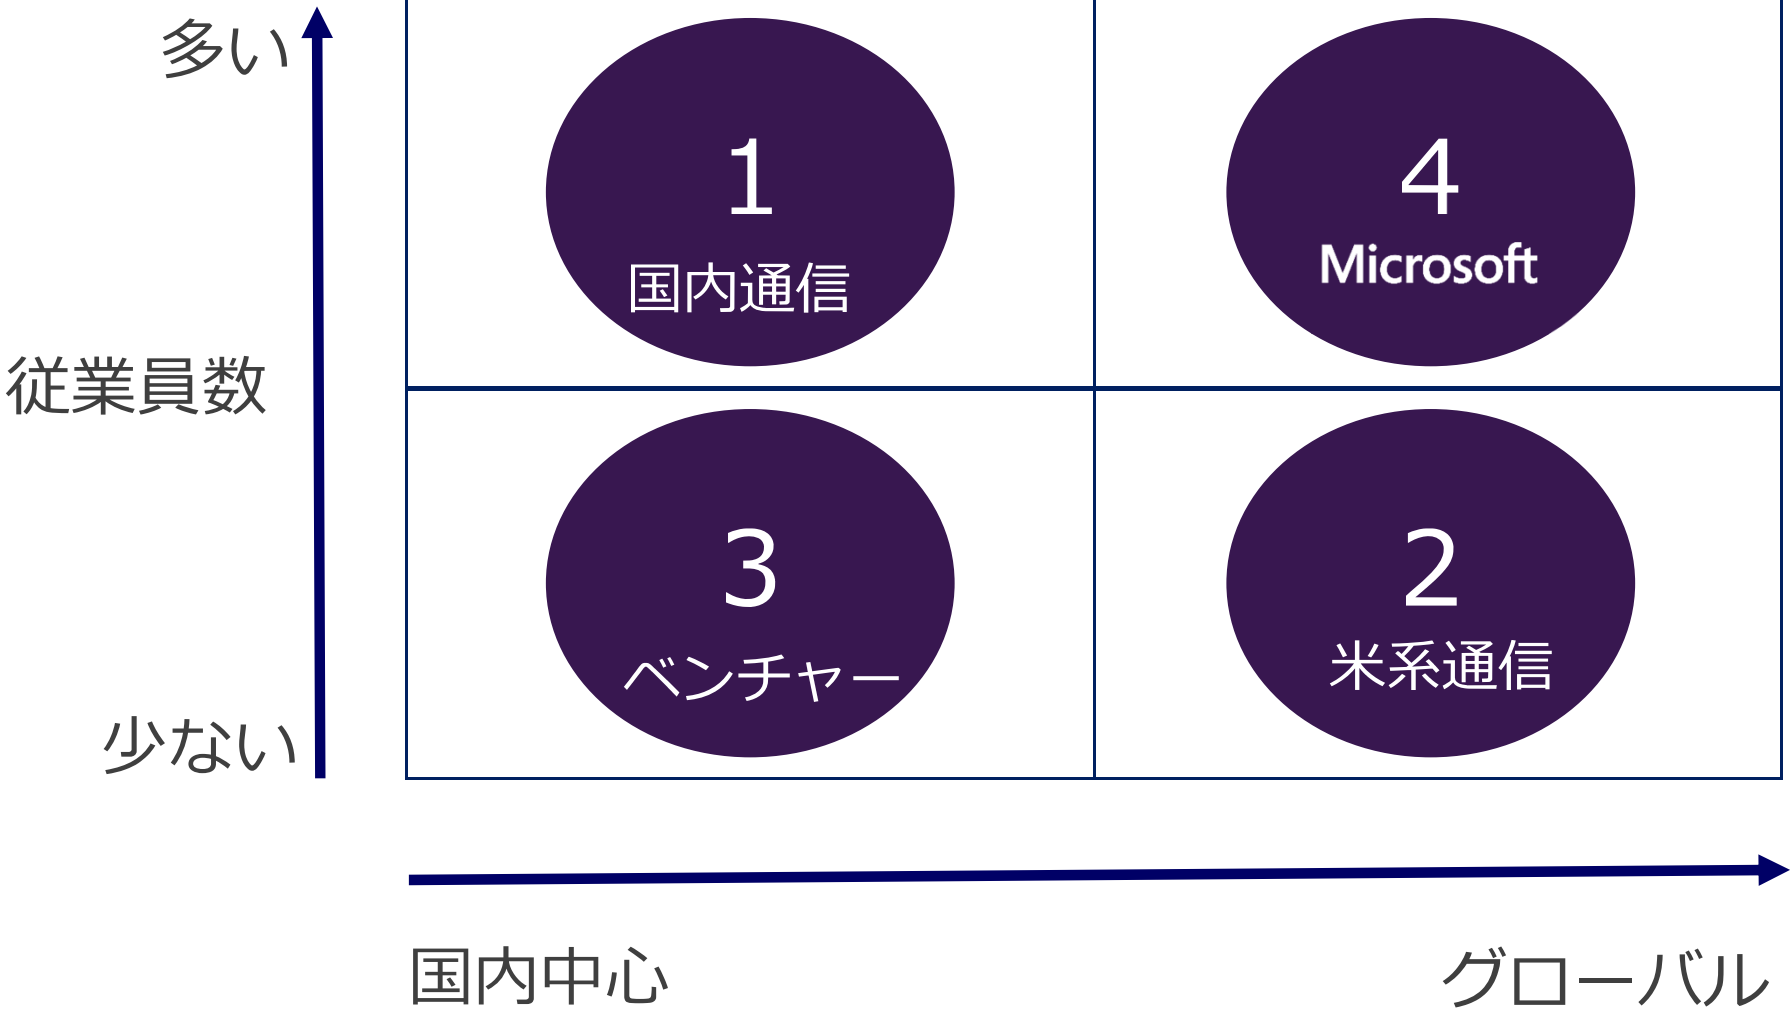 多い
1
国内通信
4
Microsoft
従業員数
3
ベンチャー
2
米系通信
少ない
国内中心
グローバル